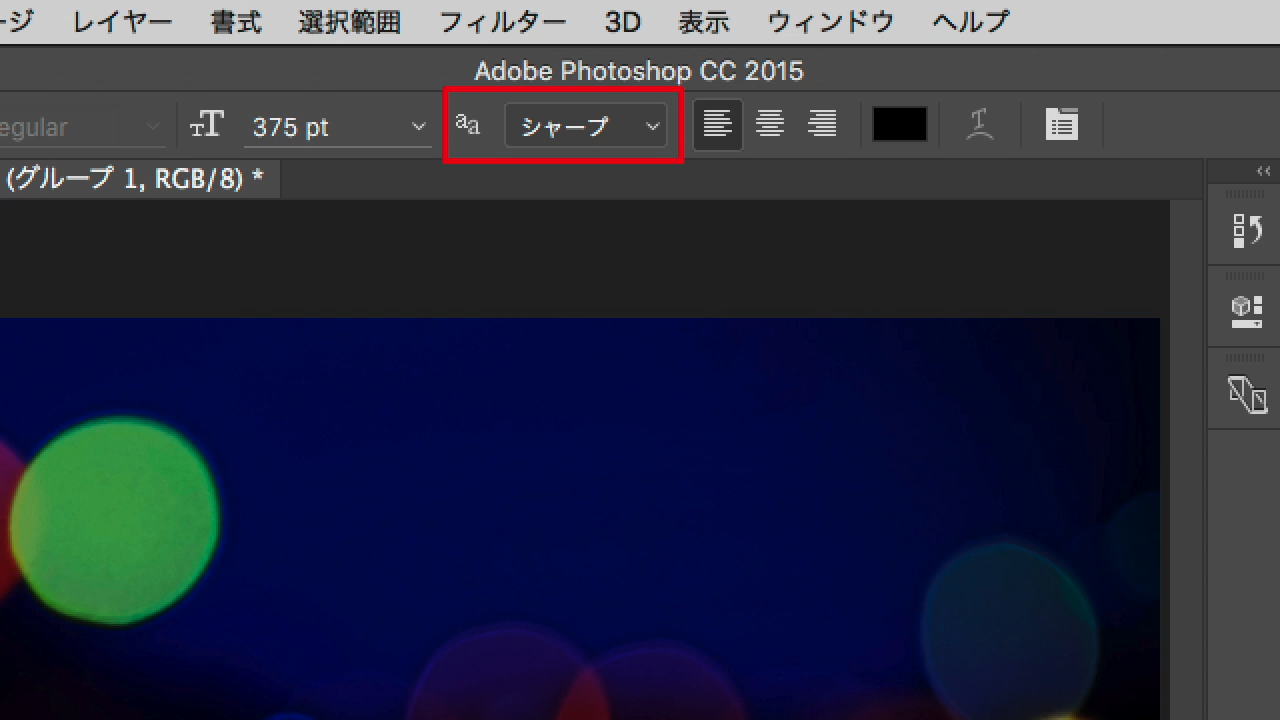 ージ レイヤー 書式 選択範囲 フィルター 3D 表示 ウィンドウ ヘルプ
Adobe Photoshop CC 2015
egular 375 pt aa シャープ
(グループ 1, RGB/8) *